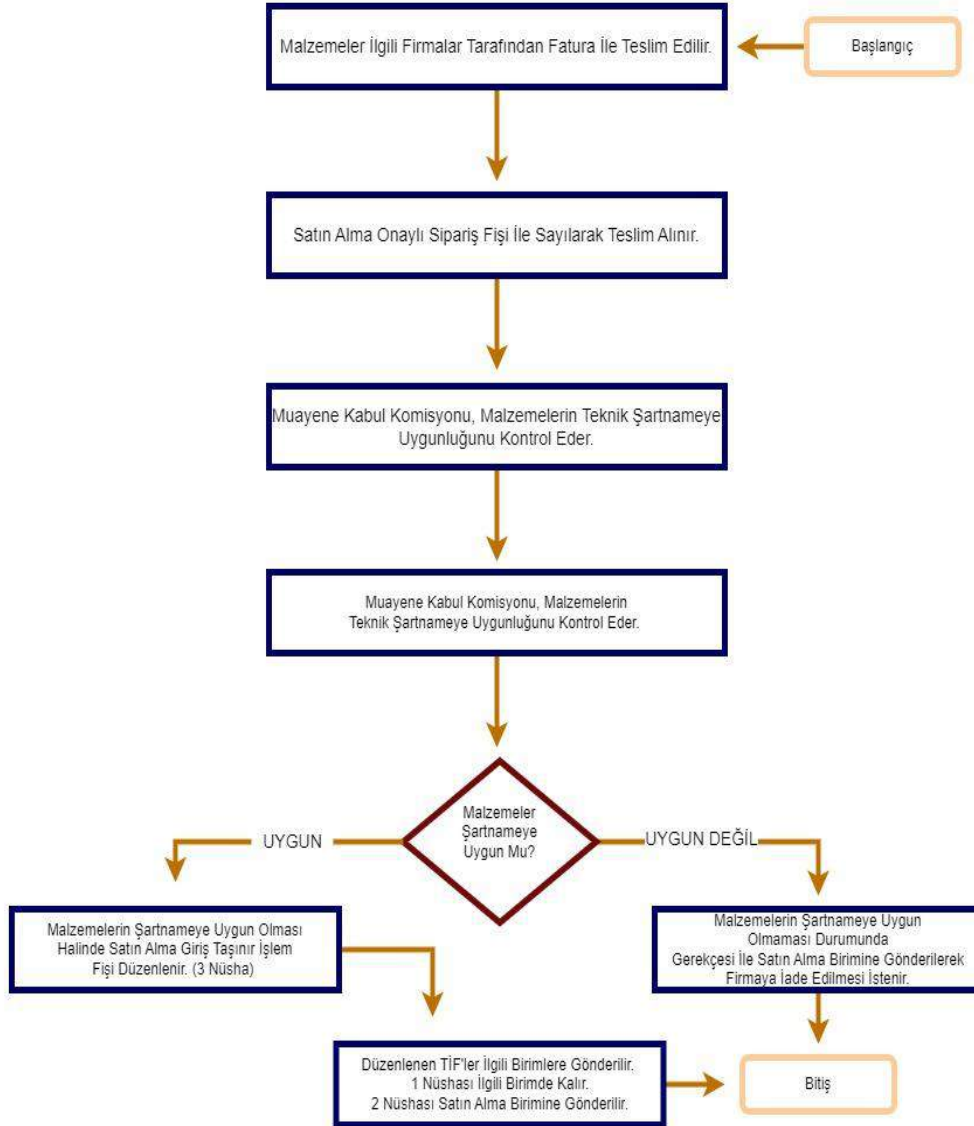 Başlangıç
Malzemeler İlgili Firmalar Tarafından Fatura İle Teslim Edilir.
Satın Alma Onaylı Sipariş Fişi İle Sayılarak Teslim Alınır.
Muayene Kabul Komisyonu, Malzemelerin Teknik Şartnameye
Uygunluğunu Kontrol Eder.
Muayene Kabul Komisyonu, Malzemelerin
Teknik Şartnameye Uygunluğunu Kontrol Eder.
Malzemeler
Şartnameye
Uygun Mu?
UYGUN
UYGUN DEĞİL
Malzemelerin Şartnameye Uygun Olması
Halinde Satın Alma Giriş Taşınır İşlem
Fişi Düzenlenir. (3 Nüsha)
Malzemelerin Şartnameye Uygun
Olmaması Durumunda
Gerekçesi İle Satın Alma Birimine Gönderilerek
Firmaya İade Edilmesi İstenir.
Düzenlenen TİF'ler İlgili Birimlere Gönderilir.
1 Nüshası İlgili Birimde Kalır.
2 Nüshası Satın Alma Birimine Gönderilir.
Bitiş